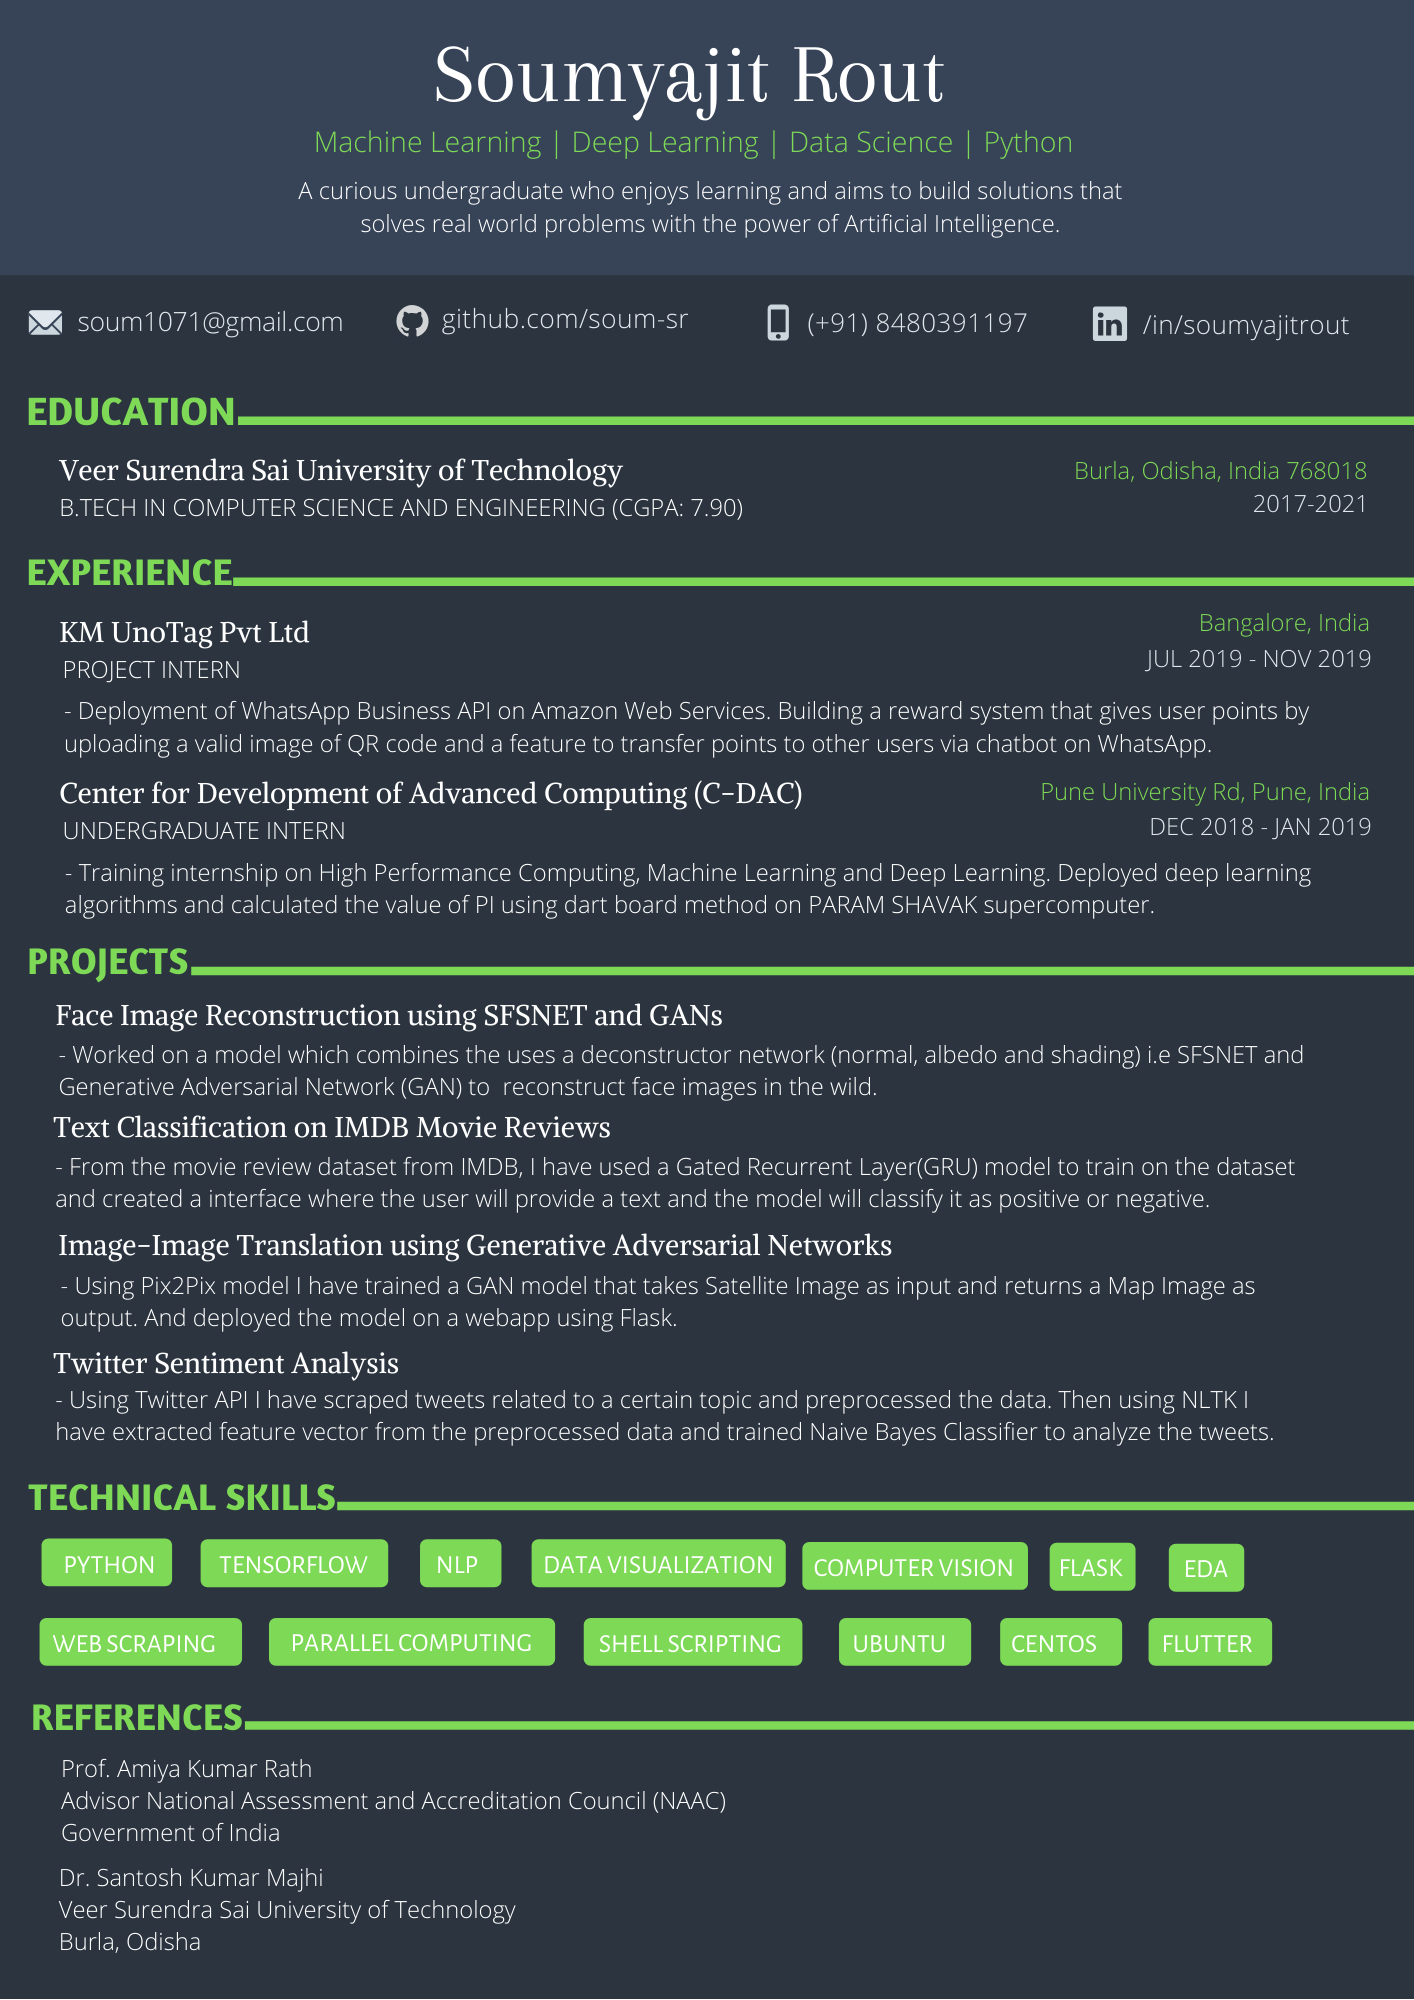 Soumyajit Rout
Machine Learning | Deep Learning | Data Science | Python
A curious undergraduate who enjoys learning and aims to build solutions that
solves real world problems with the power of Artificial Intelligence.
soum1071@gmail.com
github.com/soum-sr
(+91) 8480391197
/in/soumyajitrout
EDUCATION
Veer Surendra Sai University of Technology
Burla, Odisha, India 768018
B.TECH IN COMPUTER SCIENCE AND ENGINEERING (CGPA: 7.90)
2017-2021
EXPERIENCE
KM UnoTag Pvt Ltd
Bangalore, India
PROJECT INTERN
JUL 2019 - NOV 2019
- Deployment of WhatsApp Business API on Amazon Web Services. Building a reward system that gives user points by
uploading a valid image of QR code and a feature to transfer points to other users via chatbot on WhatsApp.
Center for Development of Advanced Computing (C-DAC)
Pune University Rd, Pune, India
UNDERGRADUATE INTERN
DEC 2018 - JAN 2019
- Training internship on High Performance Computing, Machine Learning and Deep Learning. Deployed deep learning
algorithms and calculated the value of PI using dart board method on PARAM SHAVAK supercomputer.
PROJECTS
Face Image Reconstruction using SFSNET and GANs
- Worked on a model which combines the uses a deconstructor network (normal, albedo and shading) i.e SFSNET and
Generative Adversarial Network (GAN) to  reconstruct face images in the wild.
Text Classification on IMDB Movie Reviews
- From the movie review dataset from IMDB, I have used a Gated Recurrent Layer(GRU) model to train on the dataset
and created a interface where the user will provide a text and the model will classify it as positive or negative.
Image-Image Translation using Generative Adversarial Networks
- Using Pix2Pix model I have trained a GAN model that takes Satellite Image as input and returns a Map Image as
output. And deployed the model on a webapp using Flask.
Twitter Sentiment Analysis
- Using Twitter API I have scraped tweets related to a certain topic and preprocessed the data. Then using NLTK I
have extracted feature vector from the preprocessed data and trained Naive Bayes Classifier to analyze the tweets.
TECHNICAL SKILLS
PYTHON
TENSORFLOW
NLP
DATA VISUALIZATION
COMPUTER VISION
FLASK
EDA
WEB SCRAPING
PARALLEL COMPUTING
SHELL SCRIPTING
UBUNTU
CENTOS
FLUTTER
REFERENCES
Prof. Amiya Kumar Rath
Advisor National Assessment and Accreditation Council (NAAC)
Government of India
Dr. Santosh Kumar Majhi
Veer Surendra Sai University of Technology
Burla, Odisha